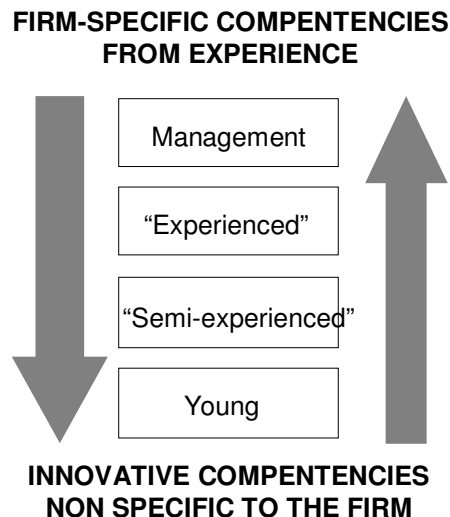 FIRM-SPECIFIC COMPENTENCIES
FROM EXPERIENCE
Management
“Experienced”
“Semi-experienced”
Young
INNOVATIVE COMPENTENCIES
NON SPECIFIC TO THE FIRM